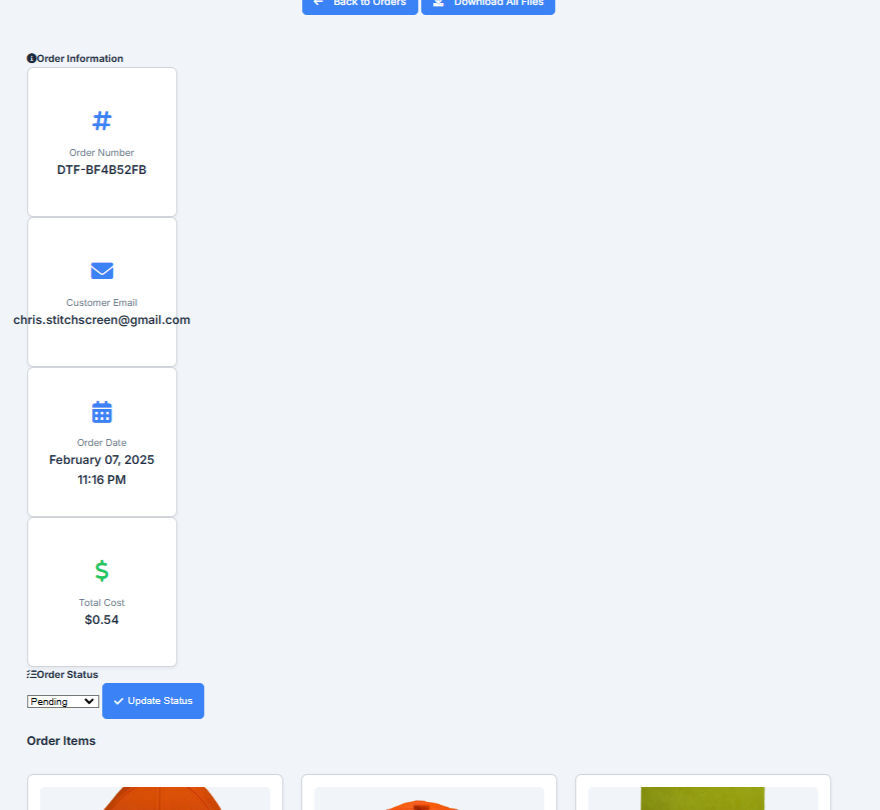 Back to Orders
Download All Files
Order Information
#
Order Number
DTF-BF4B52FB
Customer Email
chris.stitchscreen@gmail.com
Order Date
February 07, 2025
11:16 PM
$
Total Cost
$0.54
Order Status
Pending
Update Status
Order Items